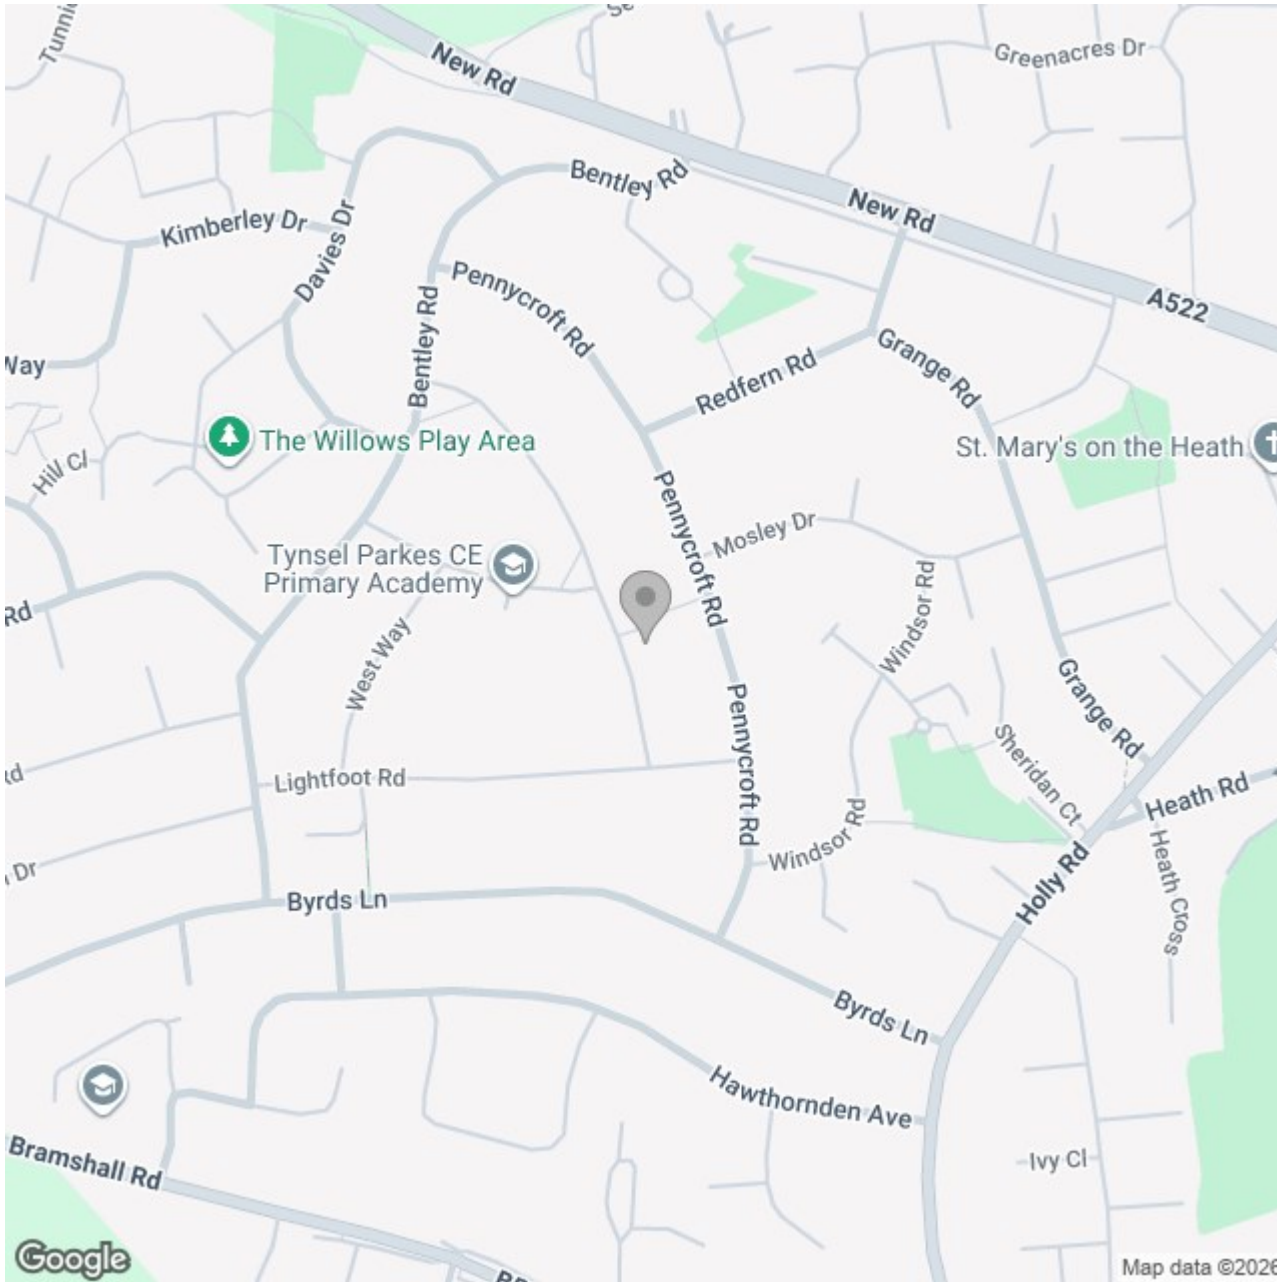 New Rd
Greenacres Dr
Bentley Rd
New Rd
Kimberley Dr
Davies Dr
Pennycroft Rd
A522
Bentley Rd
Way
Grange Rd
Redfern Rd
The Willows Play Area
St. Mary's on the Heath
Hill Cl
Pennycroft Rd
Mosley Dr
Tynsel Parkes CE
Primary Academy
Windsor Rd
Rd
West Way
Grange Rd
Pennycroft Rd
Sheridan Ct
Lightfoot Rd
Heath Rd
Windsor Rd
Heath Cross
Dr
Holly Rd
Byrds Ln
Byrds Ln
Hawthornden Ave
Bramshall Rd
Ivy Cl
Google
Map data ©2026